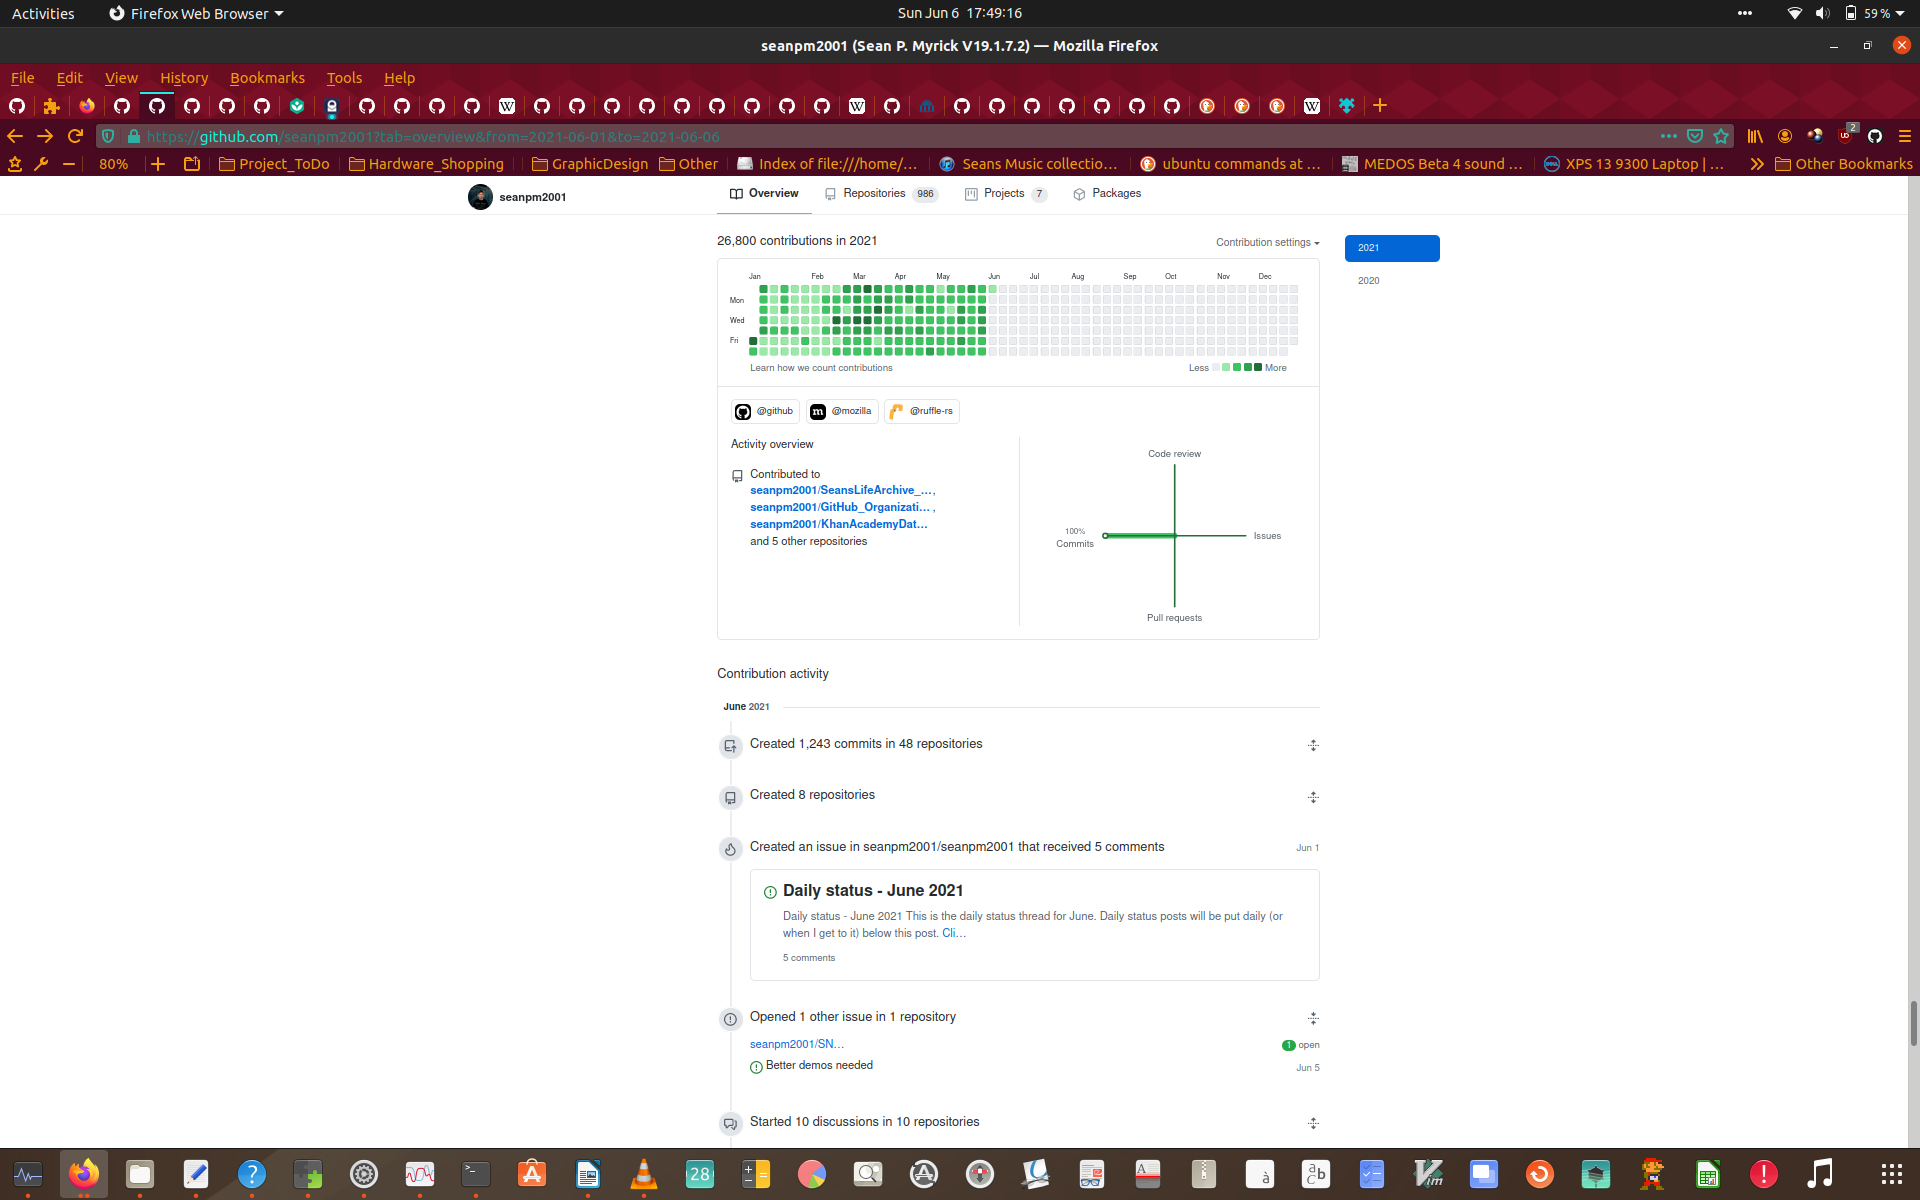 Activities
Firefox Web Browser
Sun Jun 6 17:49:16
59 %
seanpm2001 (Sean P. Myrick V19.1.7.2) — Mozilla Firefox
File Edit View History Bookmarks Tools Help
https://github.com/seanpm2001?tab=overview&from=2021-06-01&to=2021-06-06
2
80%
Project_ToDo
Hardware_Shopping
GraphicDesign
Other
Index of file:///home/...
Seans Music collectio...
ubuntu commands at ...
MEDOS Beta 4 sound ...
XPS 13 9300 Laptop | ...
Other Bookmarks
seanpm2001
Overview
Repositories 986
Projects 7
Packages
26,800 contributions in 2021
Contribution settings
2021
2020
Jan Feb Mar Apr May Jun Jul Aug Sep Oct Nov Dec
Mon
Wed
Fri
Learn how we count contributions
Less More
@github
@mozilla
@ruffle-rs
Activity overview
Contributed to
seanpm2001/SeansLifeArchive_...,
seanpm2001/GitHub_Organizati... ,
seanpm2001/KhanAcademyDat...
and 5 other repositories
Code review
100%
Commits
Issues
Pull requests
Contribution activity
June 2021
Created 1,243 commits in 48 repositories
Created 8 repositories
Created an issue in seanpm2001/seanpm2001 that received 5 comments
Jun 1
Daily status - June 2021
Daily status - June 2021 This is the daily status thread for June. Daily status posts will be put daily (or
when I get to it) below this post. Cli...
5 comments
Opened 1 other issue in 1 repository
seanpm2001/SN...
1 open
Better demos needed
Jun 5
Started 10 discussions in 10 repositories
28